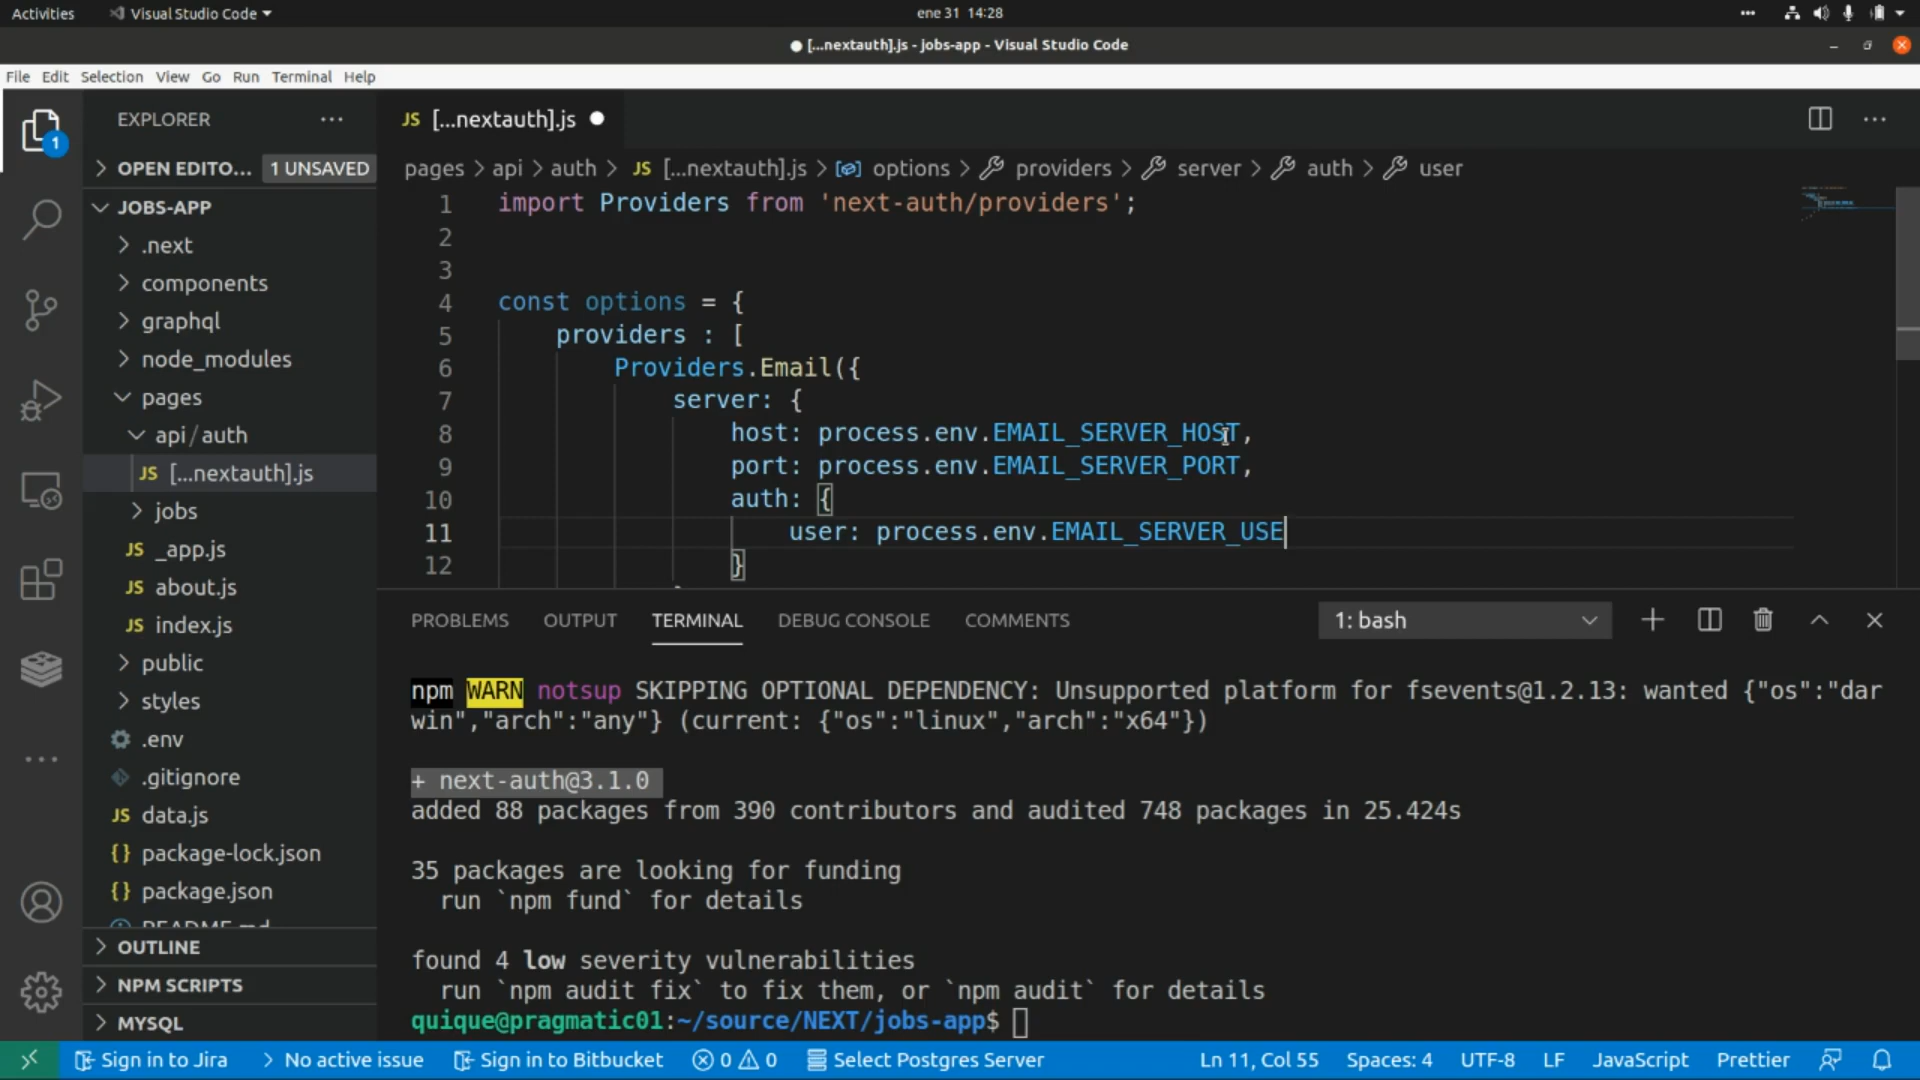 Activities
Visual Studio Code
ene 31 14:28
[...nextauth].js - jobs-app - Visual Studio Code
File Edit Selection View Go Run Terminal Help
1
EXPLORER
JS [...nextauth].js
OPEN EDITO... 1 UNSAVED
pages > api > auth > JS [...nextauth].js > options > providers > server > auth > user
JOBS-APP
.next
components
graphql
node_modules
pages
api/auth
JS [...nextauth].js
jobs
JS _app.js
JS about.js
JS index.js
public
styles
.env
.gitignore
JS data.js
{} package-lock.json
{} package.json
README.md
OUTLINE
NPM SCRIPTS
MYSQL
1 import Providers from 'next-auth/providers';
2
3
4 const options = {
5 providers : [
6 Providers.Email({
7 server: {
8 host: process.env.EMAIL_SERVER_HOST,
9 port: process.env.EMAIL_SERVER_PORT,
10 auth: {
11 user: process.env.EMAIL_SERVER_USE
12 }
PROBLEMS OUTPUT TERMINAL DEBUG CONSOLE COMMENTS 1: bash
npm WARN notsup SKIPPING OPTIONAL DEPENDENCY: Unsupported platform for fsevents@1.2.13: wanted {"os":"dar
win","arch":"any"} (current: {"os":"linux","arch":"x64"})
+ next-auth@3.1.0
added 88 packages from 390 contributors and audited 748 packages in 25.424s
35 packages are looking for funding
run `npm fund` for details
found 4 low severity vulnerabilities
run `npm audit fix` to fix them, or `npm audit` for details
quique@pragmatic01:~/source/NEXT/jobs-app$
Sign in to Jira No active issue Sign in to Bitbucket 0 0 Select Postgres Server Ln 11, Col 55 Spaces: 4 UTF-8 LF JavaScript Prettier